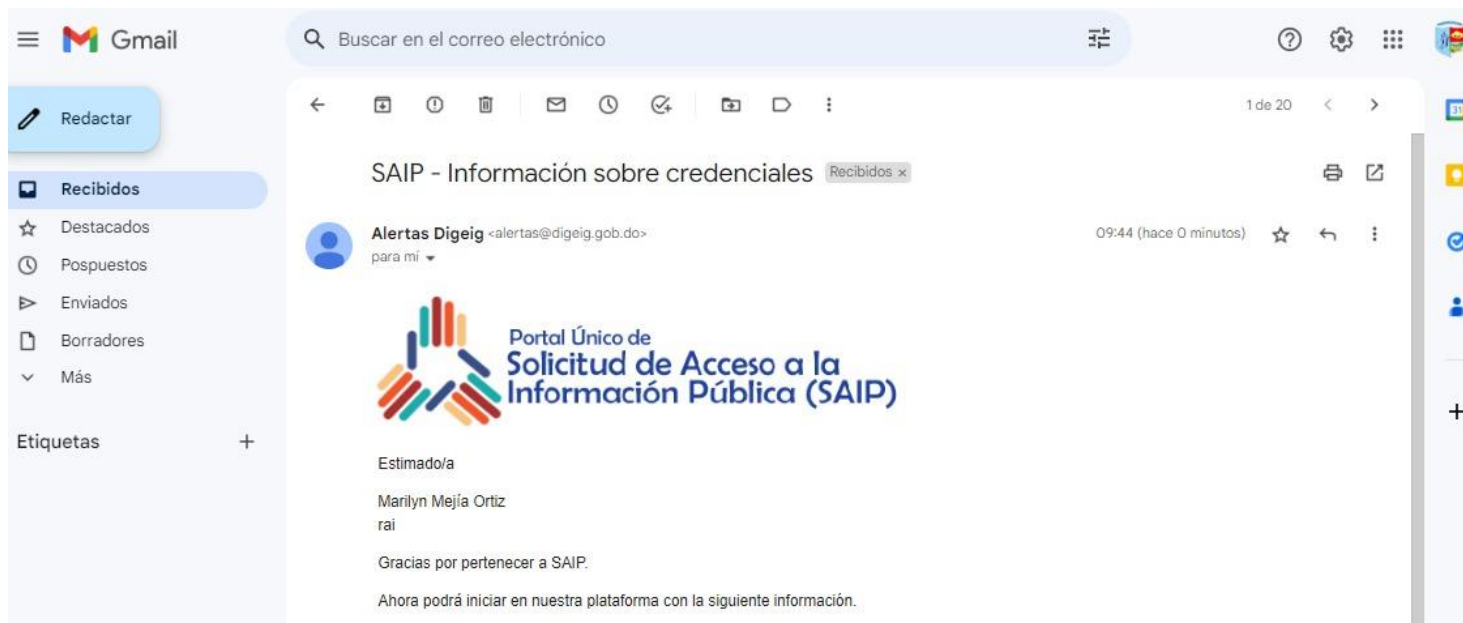 Gmail
Buscar en el correo electrónico
Redactar
1 de 20
31
Recibidos
Destacados
Pospuestos
Enviados
Borradores
Más
Etiquetas
SAIP - Información sobre credenciales Recibidos x
Alertas Digeig <alertas@digeig.gob.do>
09:44 (hace 0 minutos)
para mí
Portal Único de
Solicitud de Acceso a la
Información Pública (SAIP)
Estimado/a
Marilyn Mejía Ortiz
rai
Gracias por pertenecer a SAIP.
Ahora podrá iniciar en nuestra plataforma con la siguiente información.